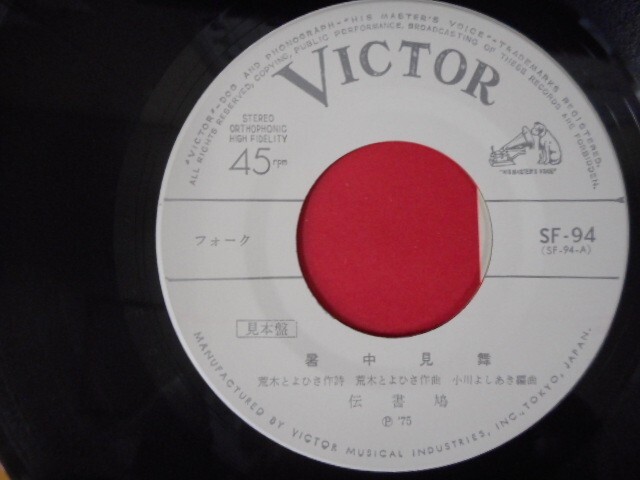 "VICTOR"-DOG AND PHONOGRAPH-"HIS MASTER'S VOICE"-TRADEMARKS REGISTERED.
ALL RIGHTS RESERVED, COPYING, PUBLIC PERFORMANCE, BROADCASTING OF THESE RECORDS ARE FORBIDDEN.
VICTOR
STEREO
ORTHOPHONIC
HIGH FIDELITY
45 rpm
"HIS MASTER'S VOICE"
フォーク
SF-94
(SF-94-A)
見本盤
暑中見舞
荒木とよひさ作詩 荒木とよひさ作曲 小川よしあき編曲
伝書鳩
Ⓟ '75
MANUFACTURED BY VICTOR MUSICAL INDUSTRIES, INC.-TOKYO, JAPAN.